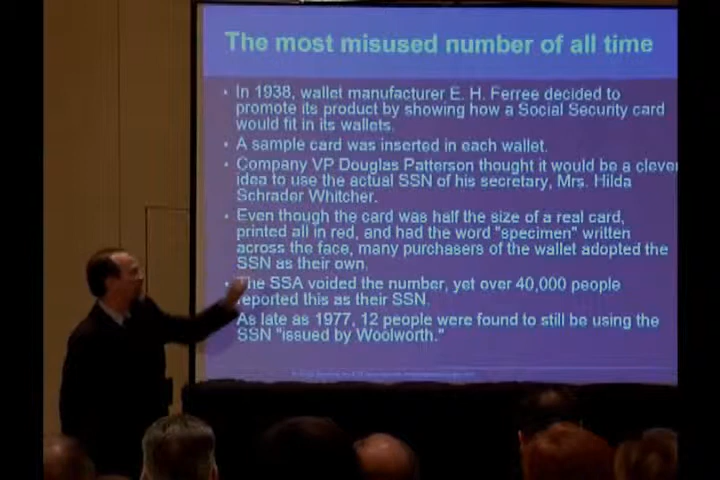 The most misused number of all time
• In 1938, wallet manufacturer E. H. Ferree decided to
promote its product by showing how a Social Security card
would fit in its wallets.
• A sample card was inserted in each wallet.
• Company VP Douglas Patterson thought it would be a clever
idea to use the actual SSN of his secretary, Mrs. Hilda
Schrader Whitcher.
• Even though the card was half the size of a real card,
printed all in red, and had the word "specimen" written
across the face, many purchasers of the wallet adopted the
SSN as their own.
• The SSA voided the number, yet over 40,000 people
reported this as their SSN.
As late as 1977, 12 people were found to still be using the
SSN "issued by Woolworth."